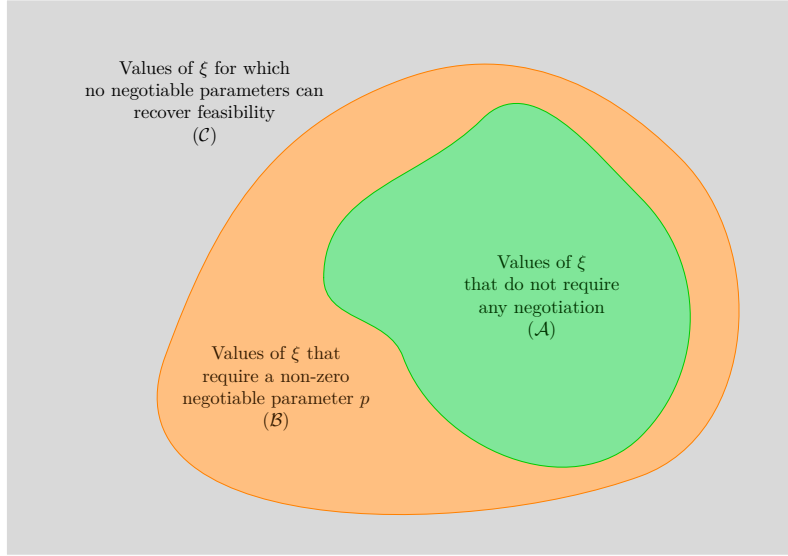 Values of ξ for which
no negotiable parameters can
recover feasibility
(𝒞)
Values of ξ
that do not require
any negotiation
(𝒜)
Values of ξ that
require a non-zero
negotiable parameter p
(ℬ)